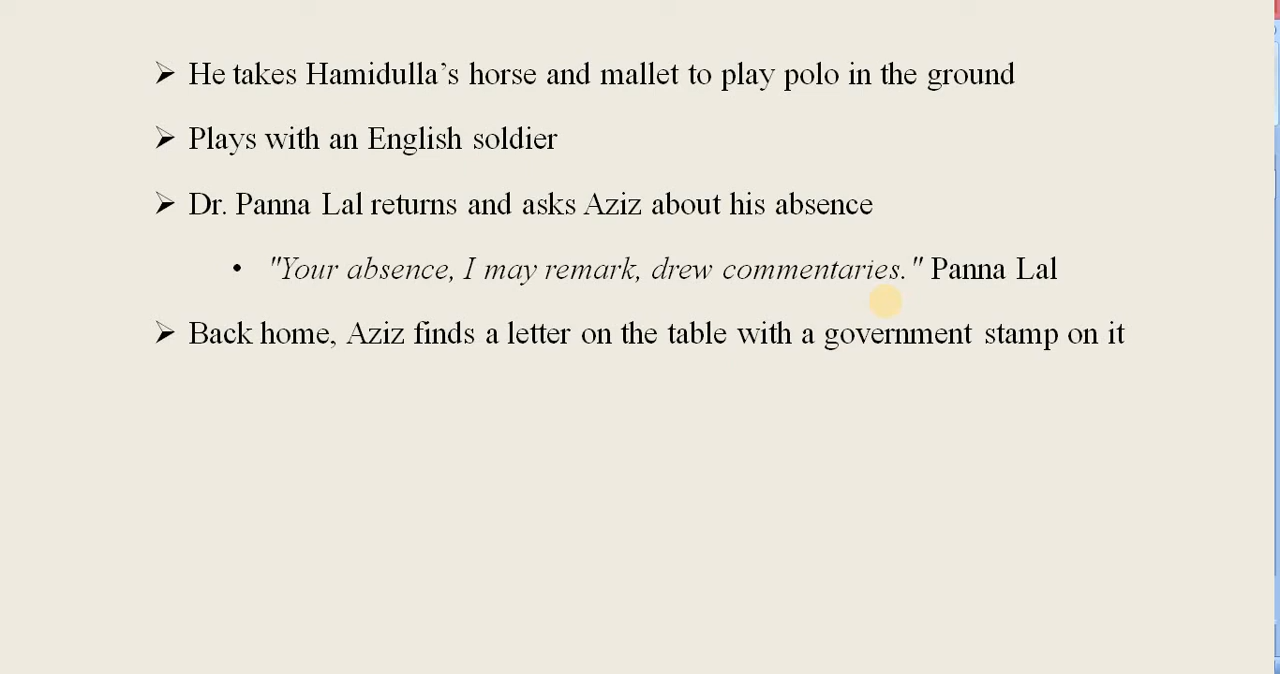 ➢ He takes Hamidulla’s horse and mallet to play polo in the ground
➢ Plays with an English soldier
➢ Dr. Panna Lal returns and asks Aziz about his absence
• "Your absence, I may remark, drew commentaries." Panna Lal
➢ Back home, Aziz finds a letter on the table with a government stamp on it